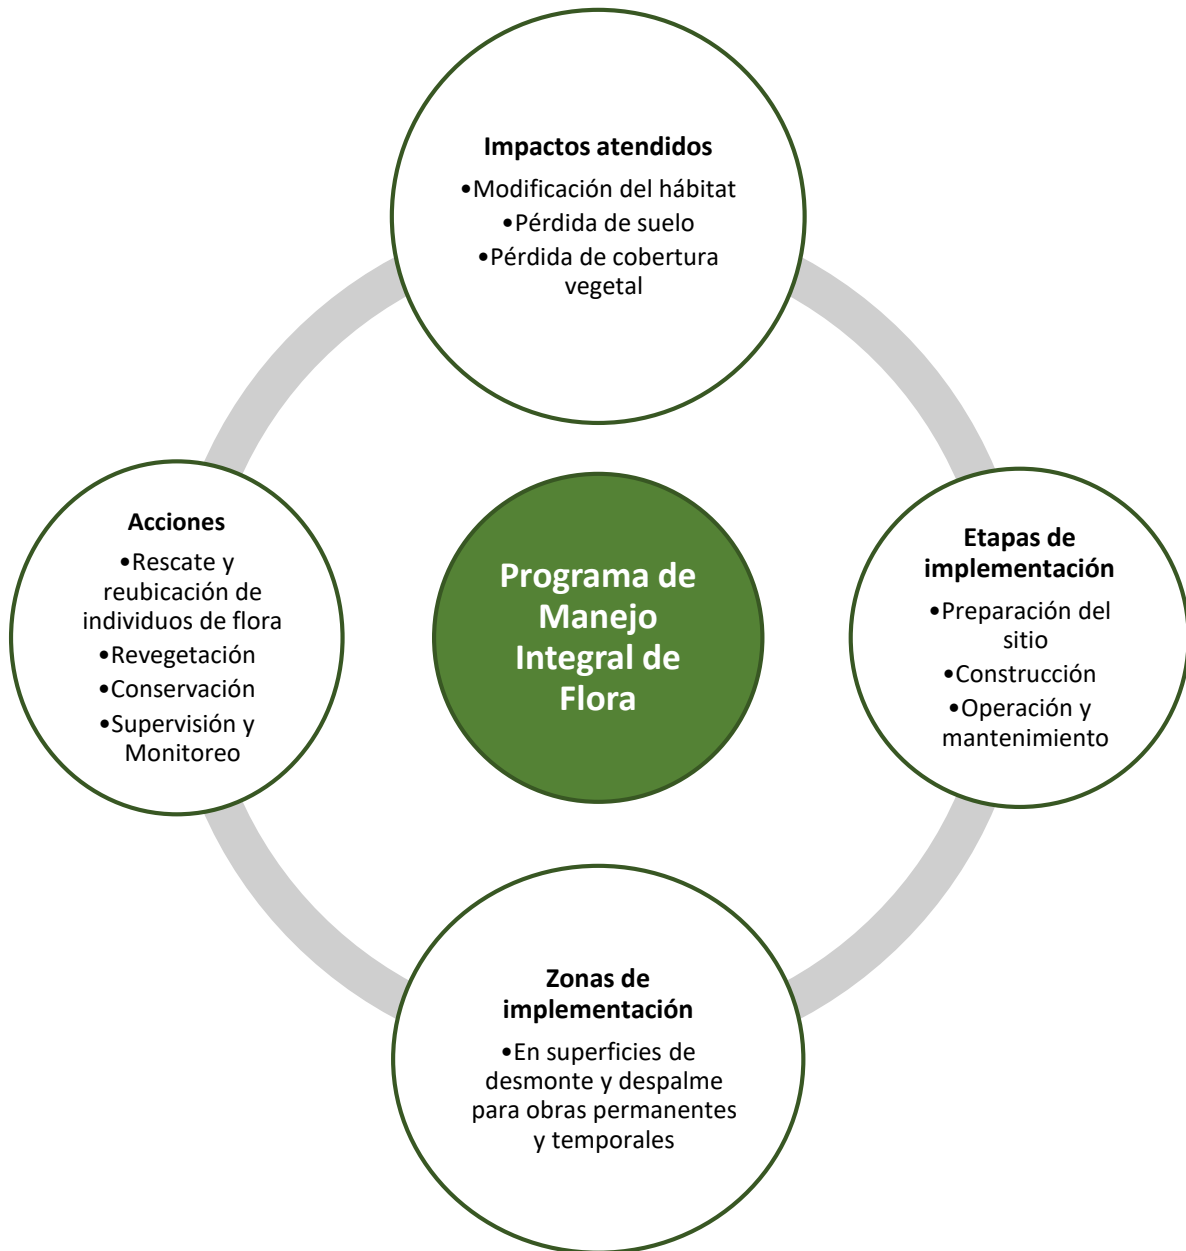 Impactos atendidos
•Modificación del hábitat
•Pérdida de suelo
•Pérdida de cobertura
vegetal
Acciones
•Rescate y
reubicación de
individuos de flora
•Revegetación
•Conservación
•Supervisión y
Monitoreo
Programa de
Manejo
Integral de
Flora
Etapas de
implementación
•Preparación del
sitio
•Construcción
•Operación y
mantenimiento
Zonas de
implementación
•En superficies de
desmonte y despalme
para obras permanentes
y temporales